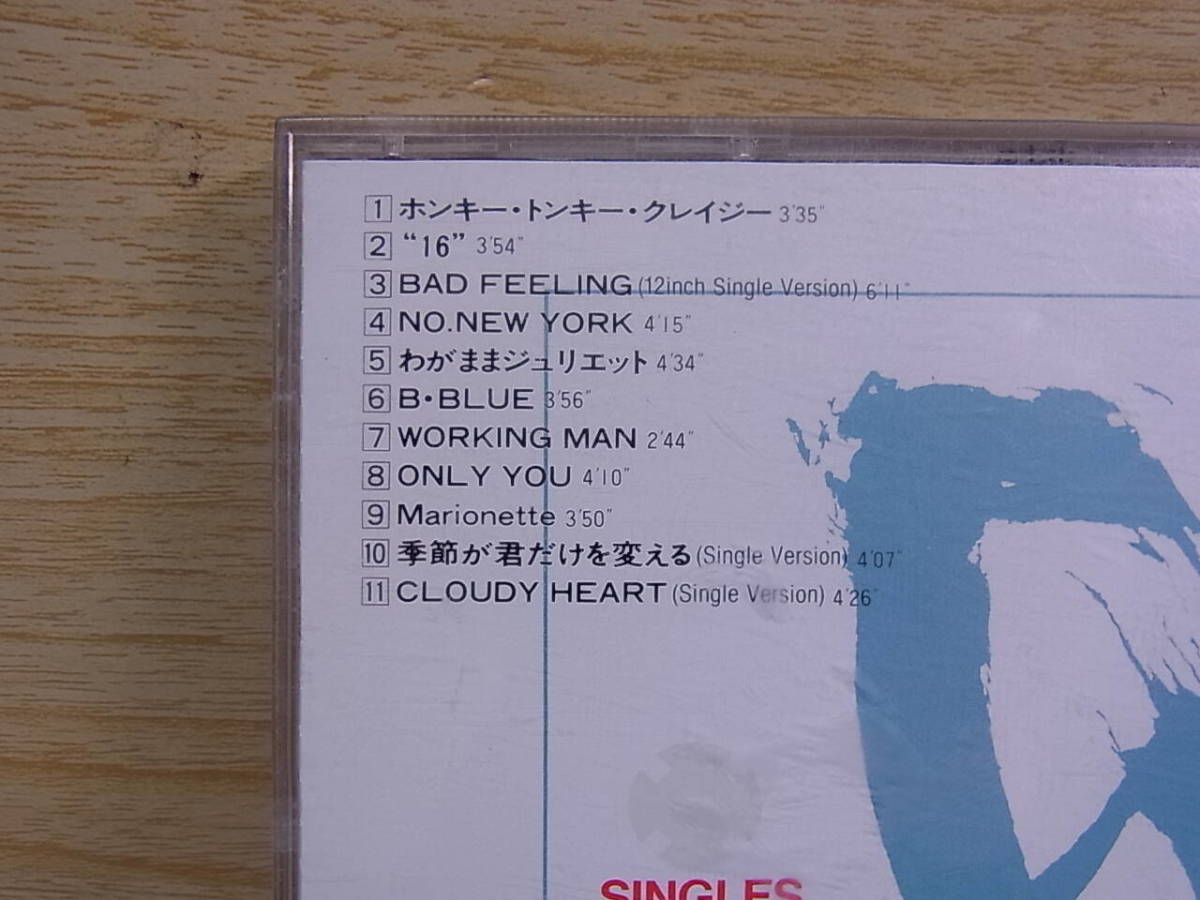 1 ホンキー・トンキー・クレイジー 3'35"
2 “16” 3'54"
3 BAD FEELING (12inch Single Version) 6'11"
4 NO.NEW YORK 4'15"
5 わがままジュリエット 4'34"
6 B・BLUE 3'56"
7 WORKING MAN 2'44"
8 ONLY YOU 4'10"
9 Marionette 3'50"
10 季節が君だけを変える (Single Version) 4'07"
11 CLOUDY HEART (Single Version) 4'26"
SINGLES